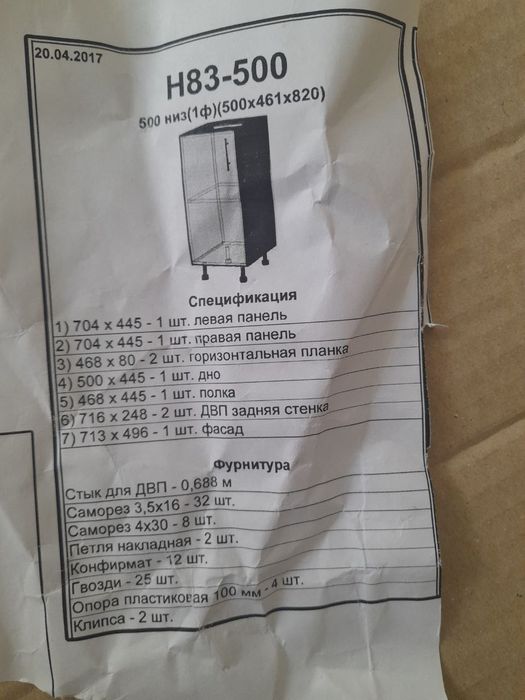 20.04.2017
Н83-500
500 низ(1ф)(500х461х820)
Спецификация
1) 704 х 445 - 1 шт. левая панель
2) 704 х 445 - 1 шт. правая панель
3) 468 х 80 - 2 шт. горизонтальная планка
4) 500 х 445 - 1 шт. дно
5) 468 х 445 - 1 шт. полка
6) 716 х 248 - 2 шт. ДВП задняя стенка
7) 713 х 496 - 1 шт. фасад
Фурнитура
Стык для ДВП - 0,688 м
Саморез 3,5х16 - 32 шт.
Саморез 4х30 - 8 шт.
Петля накладная - 2 шт.
Конфирмат - 12 шт.
Гвозди - 25 шт.
Опора пластиковая 100 мм - 4 шт.
Клипса - 2 шт.